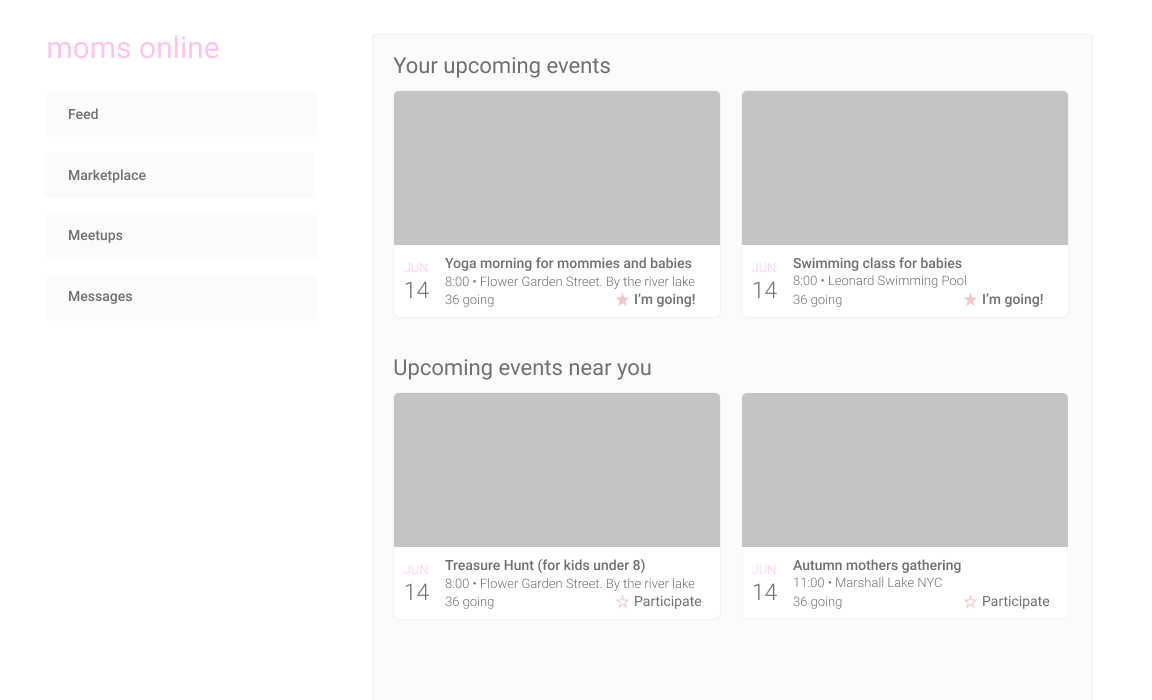 moms online
Feed
Marketplace
Meetups
Messages
Your upcoming events
JUN
14
Yoga morning for mommies and babies
8:00 • Flower Garden Street. By the river lake
36 going
I'm going!
JUN
14
Swimming class for babies
8:00 • Leonard Swimming Pool
36 going
I'm going!
Upcoming events near you
JUN
14
Treasure Hunt (for kids under 8)
8:00 • Flower Garden Street. By the river lake
36 going
Participate
JUN
14
Autumn mothers gathering
11:00 • Marshall Lake NYC
36 going
Participate